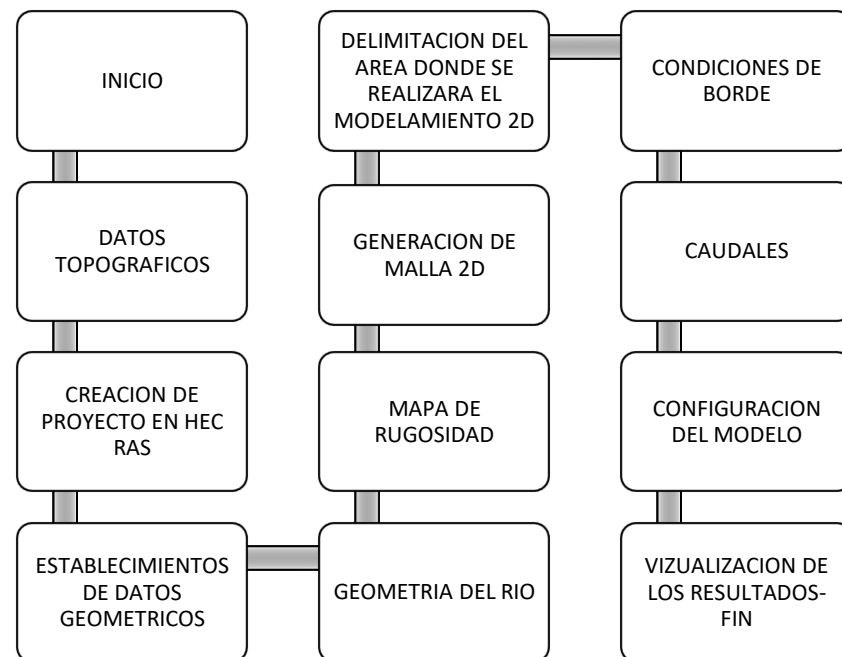 INICIO
DATOS
TOPOGRAFICOS
CREACION DE
PROYECTO EN HEC
RAS
ESTABLECIMIENTOS
DE DATOS
GEOMETRICOS
GEOMETRIA DEL RIO
MAPA DE
RUGOSIDAD
GENERACION DE
MALLA 2D
DELIMITACION DEL
AREA DONDE SE
REALIZARA EL
MODELAMIENTO 2D
CONDICIONES DE
BORDE
CAUDALES
CONFIGURACION
DEL MODELO
VIZUALIZACION DE
LOS RESULTADOS-
FIN